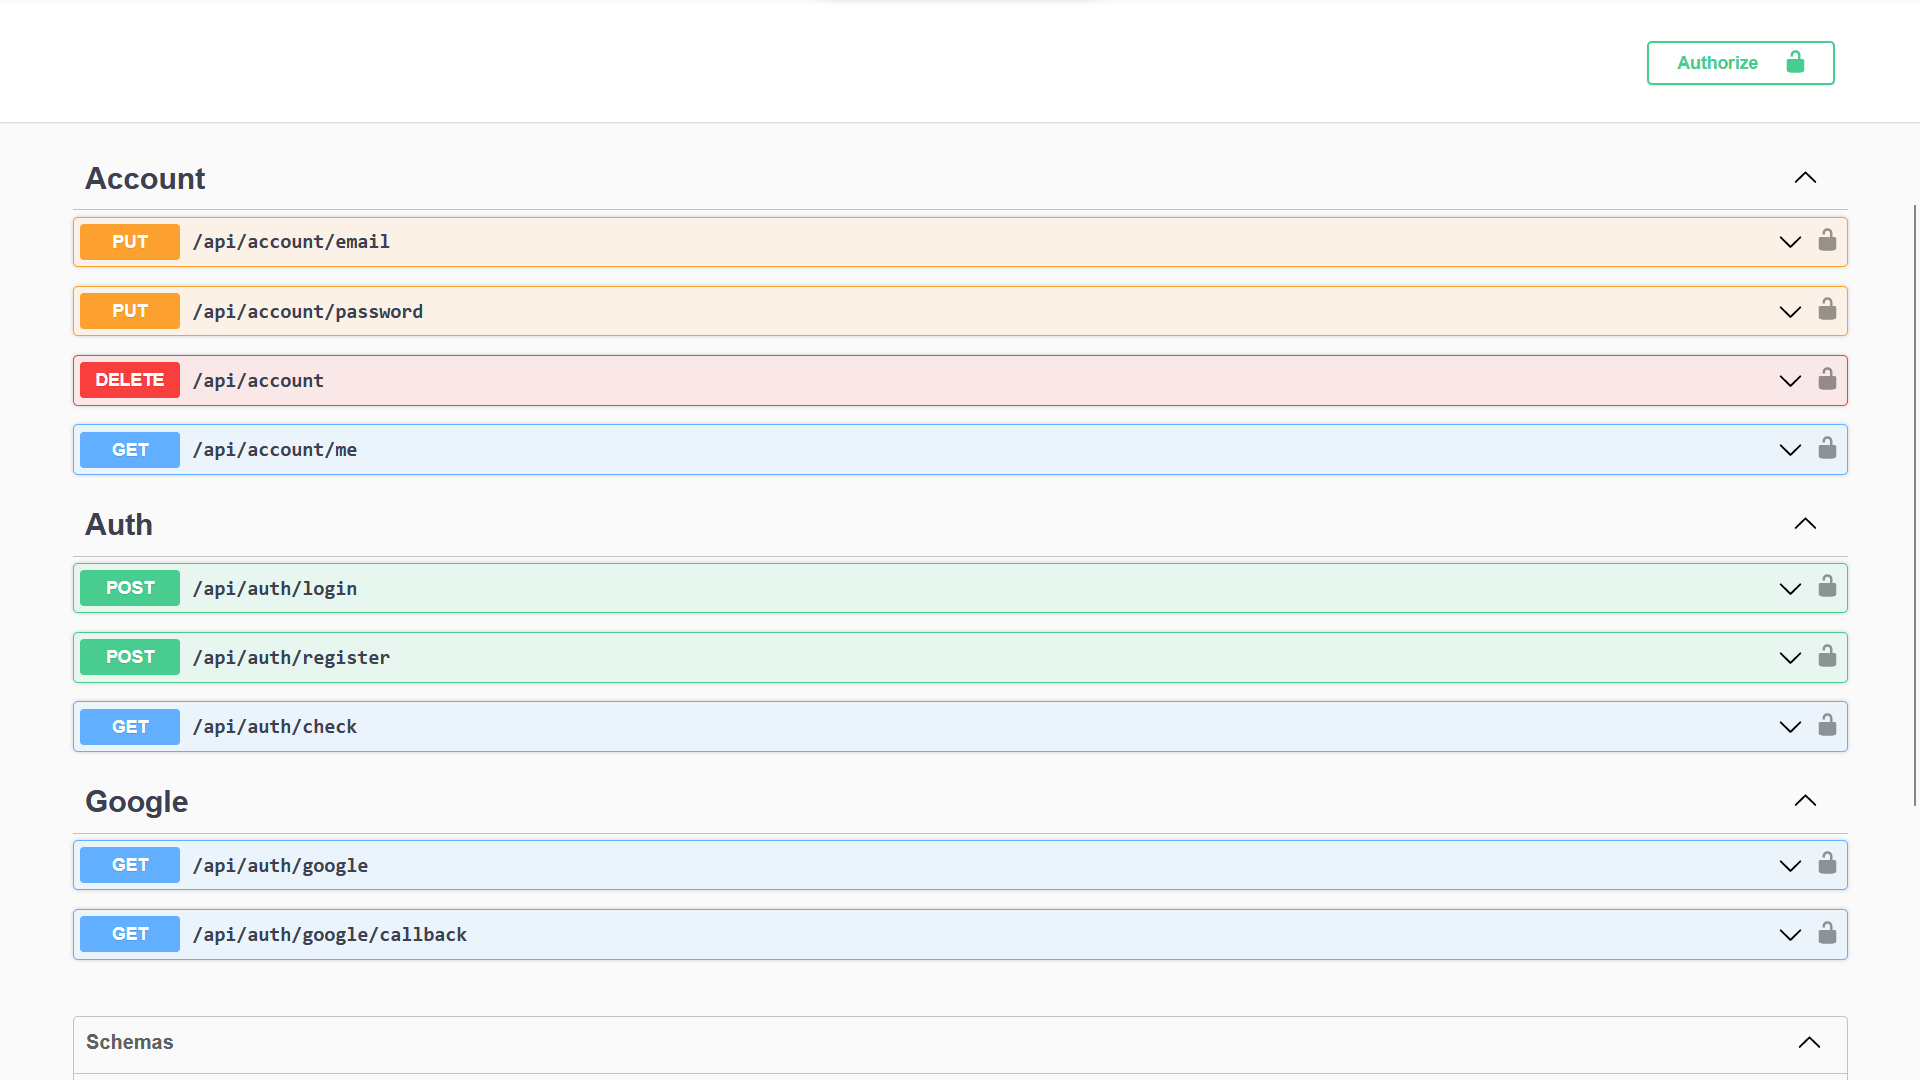 Authorize
Account
PUT /api/account/email
PUT /api/account/password
DELETE /api/account
GET /api/account/me
Auth
POST /api/auth/login
POST /api/auth/register
GET /api/auth/check
Google
GET /api/auth/google
GET /api/auth/google/callback
Schemas